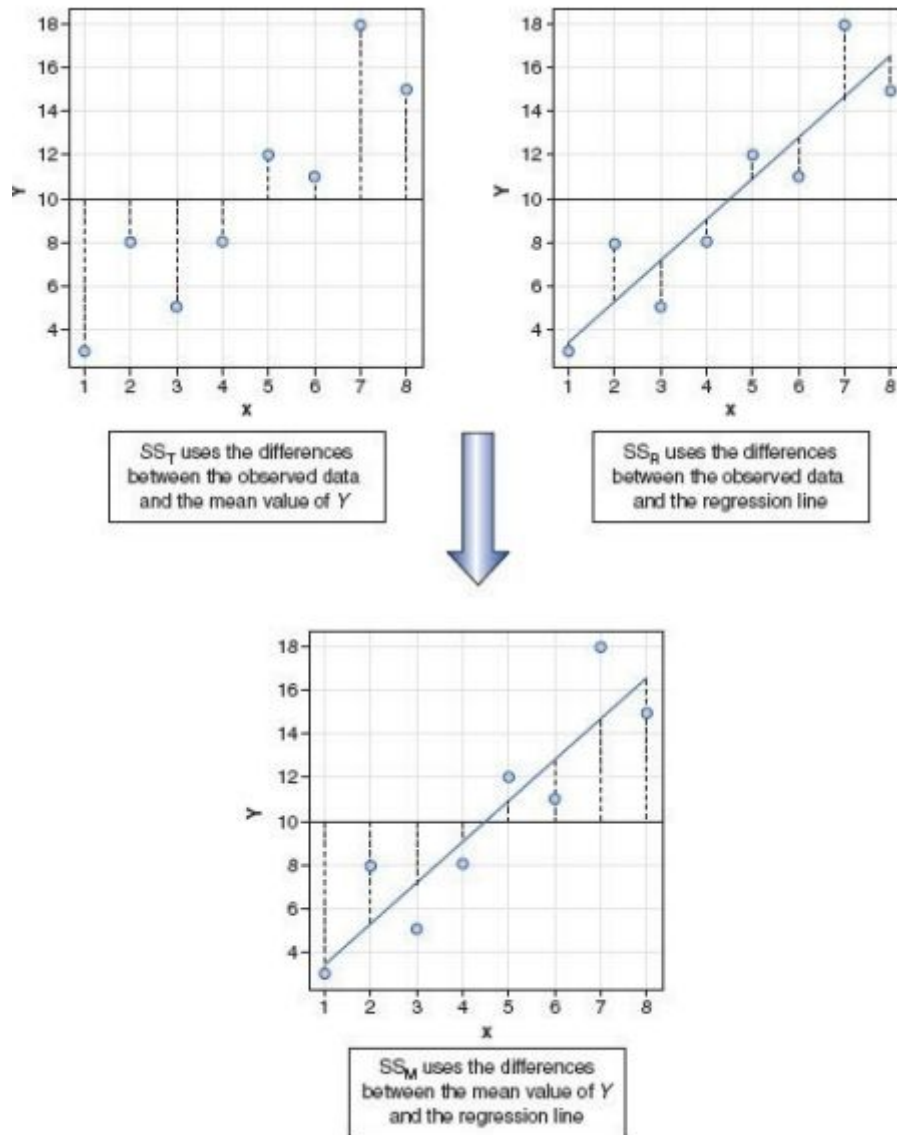 18
16
14
12
10
8
6
4
Y
1 2 3 4 5 6 7 8
X
SST uses the differences
between the observed data
and the mean value of Y
18
16
14
12
10
8
6
4
Y
1 2 3 4 5 6 7 8
X
SSR uses the differences
between the observed data
and the regression line
18
16
14
12
10
8
6
4
Y
1 2 3 4 5 6 7 8
X
SSM uses the differences
between the mean value of Y
and the regression line